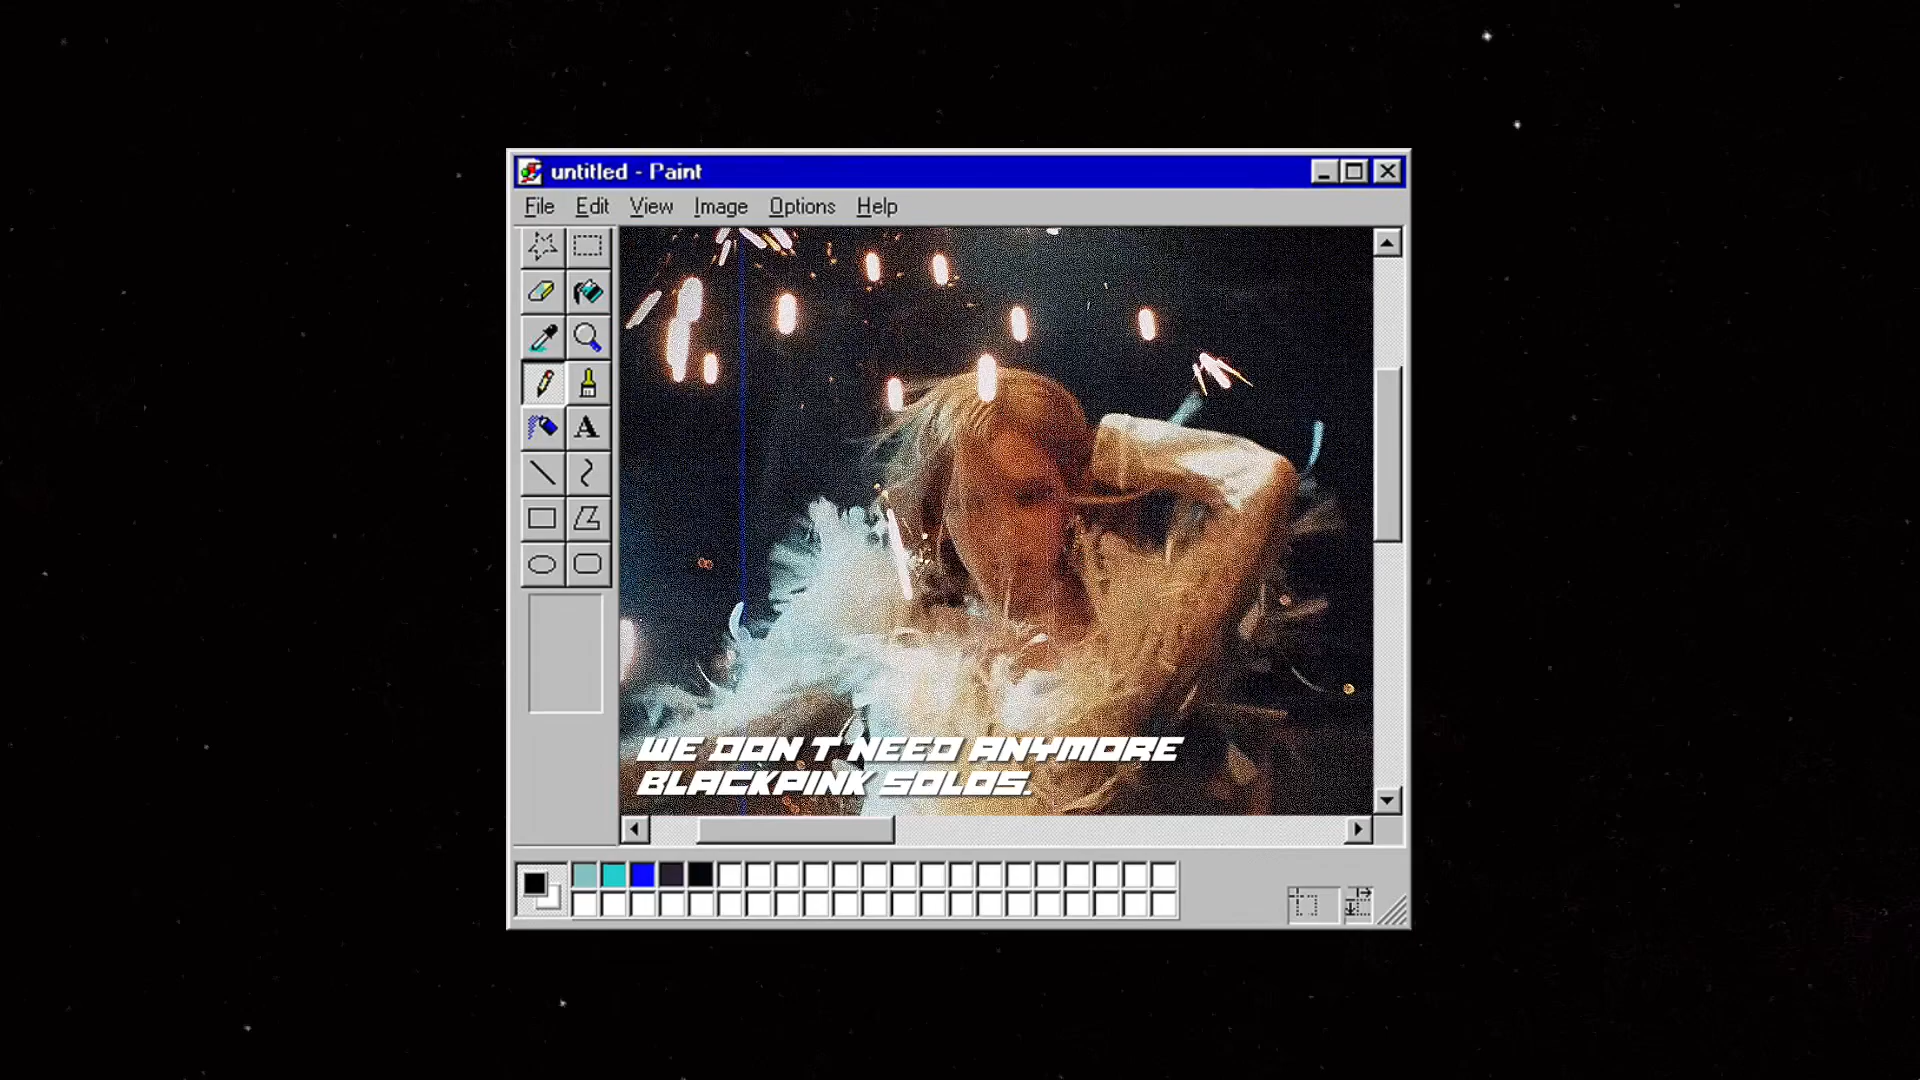 untitled - Paint
File Edit View Image Options Help
A
WE DON T NEED ANYMORE
BLACKPINK SOLOS.